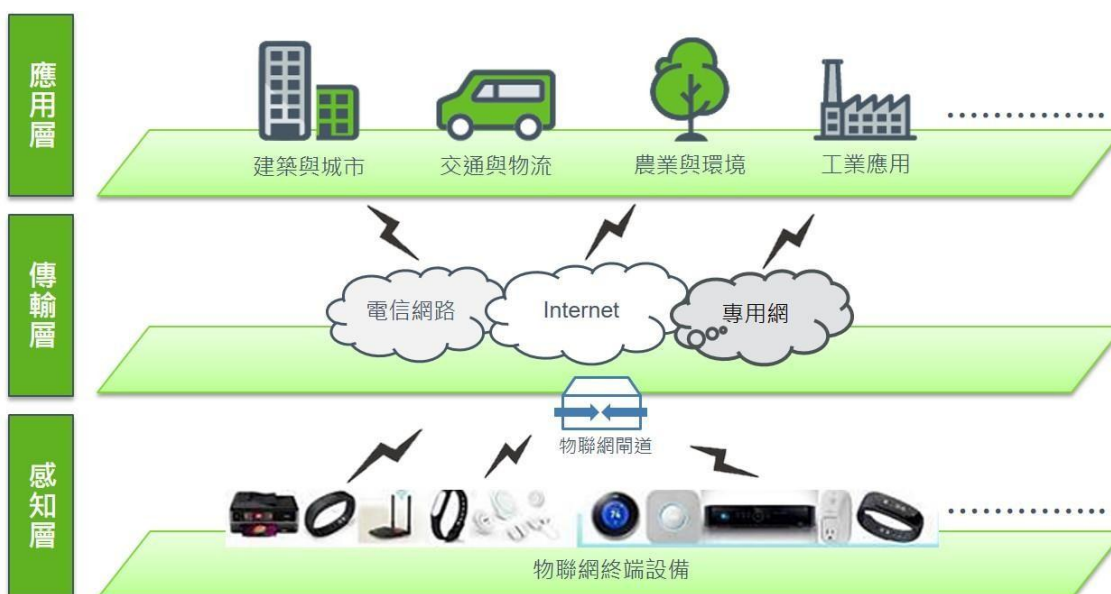 應用層
建築與城市
交通與物流
農業與環境
工業應用
傳輸層
電信網路
Internet
專用網
物聯網閘道
感知層
物聯網終端設備